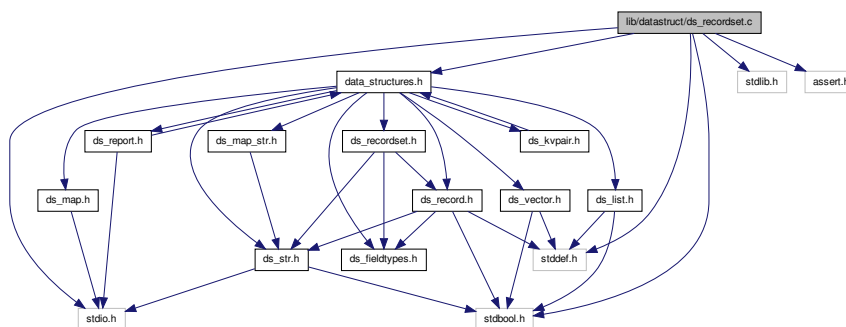 lib/datastruct/ds_recordset.c
data_structures.h
stdlib.h
assert.h
ds_report.h
ds_map_str.h
ds_recordset.h
ds_kvpair.h
ds_map.h
ds_record.h
ds_vector.h
ds_list.h
ds_str.h
ds_fieldtypes.h
stddef.h
stdio.h
stdbool.h